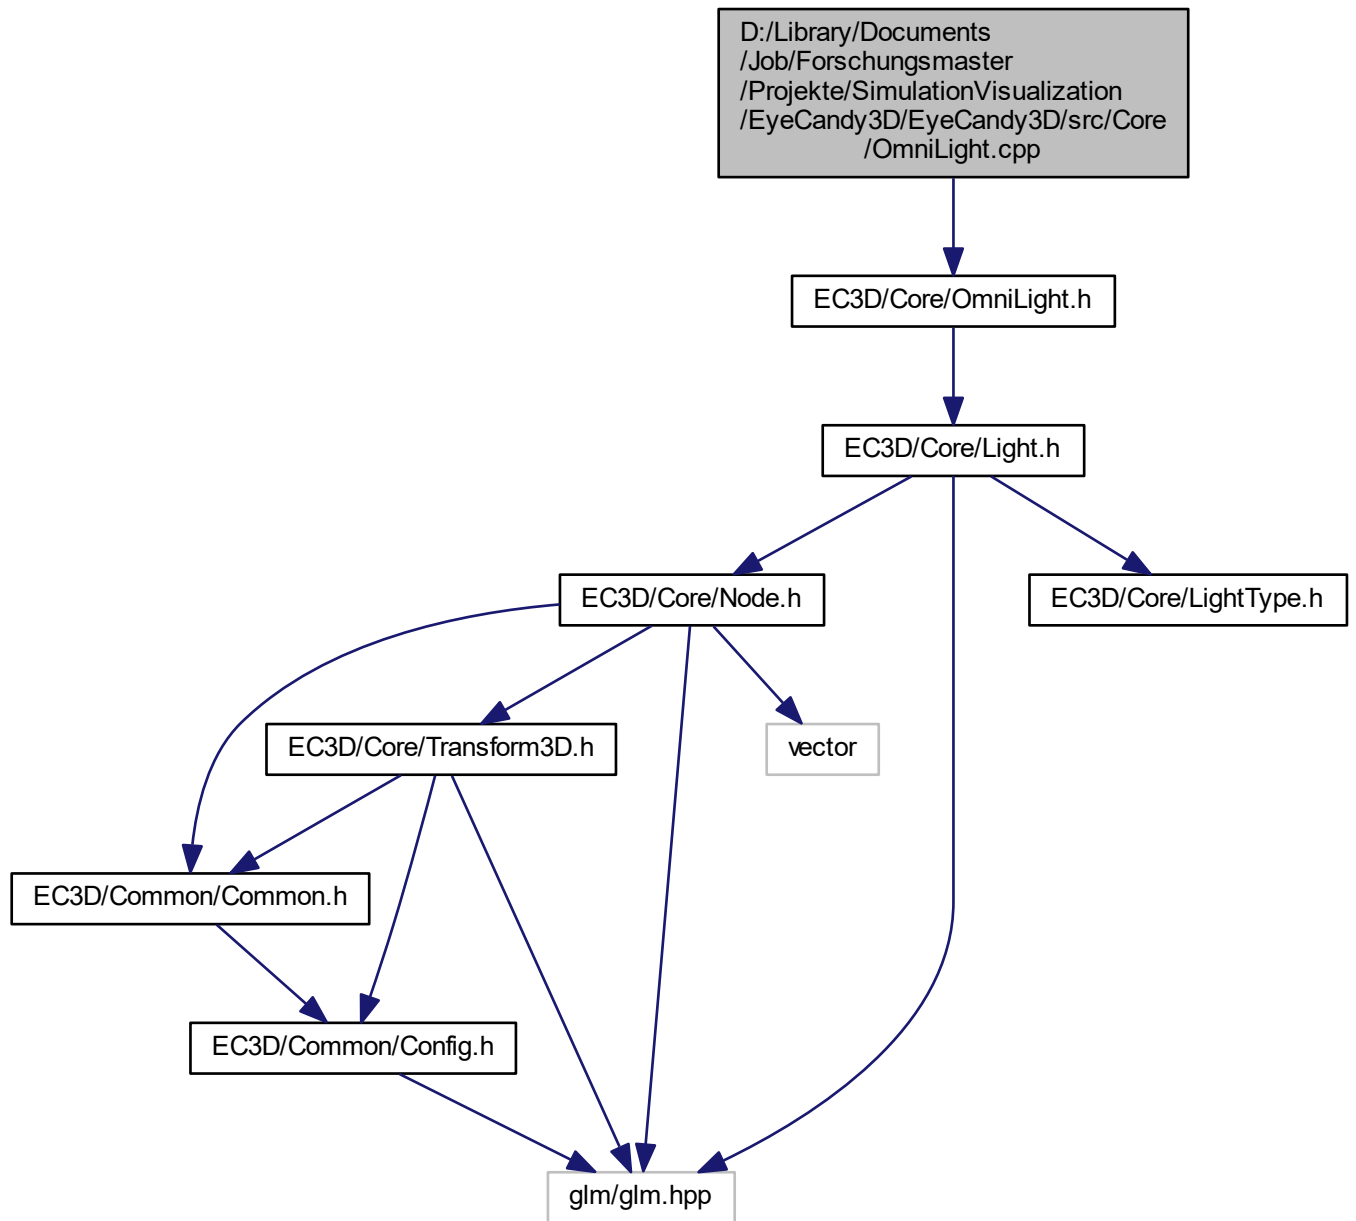 D:/Library/Documents
/Job/Forschungsmaster
/Projekte/SimulationVisualization
/EyeCandy3D/EyeCandy3D/src/Core
/OmniLight.cpp
EC3D/Core/OmniLight.h
EC3D/Core/Light.h
EC3D/Core/Node.h
EC3D/Core/LightType.h
EC3D/Core/Transform3D.h
vector
EC3D/Common/Common.h
EC3D/Common/Config.h
glm/glm.hpp